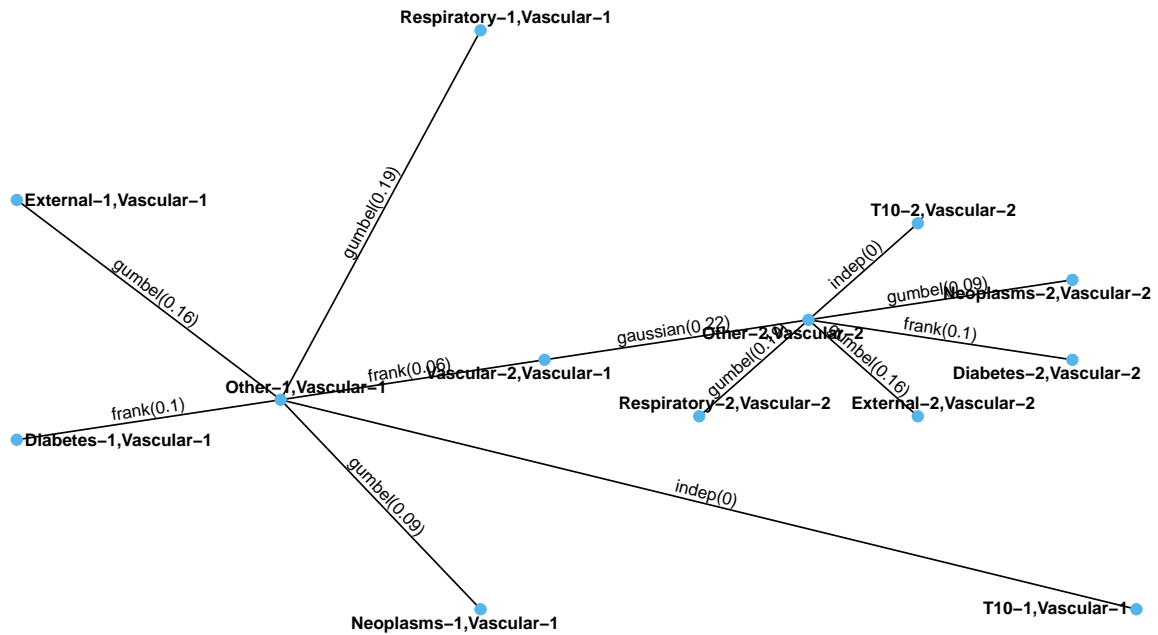 Respiratory−1,Vascular−1
gumbel(0.19)
External−1,Vascular−1
T10−2,Vascular−2
indep(0)
gumbel(0.16)
gumbel(0.09)
Neoplasms−2,Vascular−2
gaussian(0.22)
Other−2,Vascular−2
frank(0.1)
frank(0.06)
Vascular−2,Vascular−1
gumbel(0.19)
gumbel(0.16)
Diabetes−2,Vascular−2
Other−1,Vascular−1
Respiratory−2,Vascular−2
External−2,Vascular−2
frank(0.1)
Diabetes−1,Vascular−1
gumbel(0.09)
indep(0)
T10−1,Vascular−1
Neoplasms−1,Vascular−1